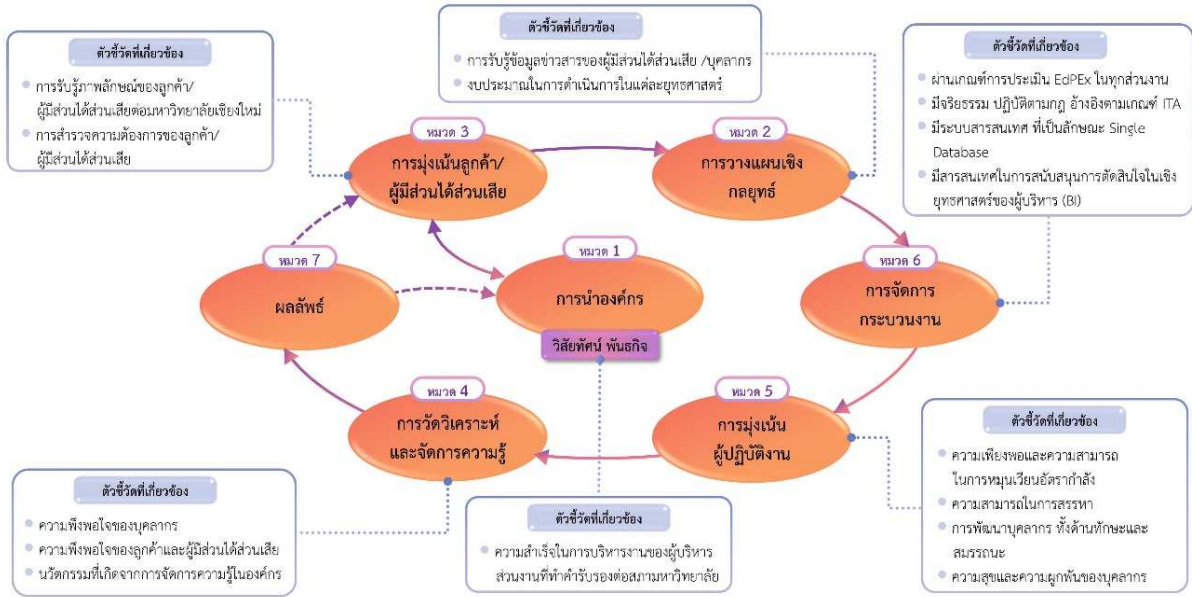 ตัวชี้วัดที่เกี่ยวข้อง
การรับรู้ภาพลักษณ์ของลูกค้า/
ผู้มีส่วนได้ส่วนเสียต่อมหาวิทยาลัยเชียงใหม่
การสำรวจความต้องการของลูกค้า/
ผู้มีส่วนได้ส่วนเสีย
ตัวชี้วัดที่เกี่ยวข้อง
การรับรู้ข้อมูลข่าวสารของผู้มีส่วนได้ส่วนเสีย /บุคลากร
งบประมาณในการดำเนินการในแต่ละยุทธศาสตร์
ตัวชี้วัดที่เกี่ยวข้อง
ผ่านเกณฑ์การประเมิน EdPEx ในทุกส่วนงาน
มีจริยธรรม ปฏิบัติตามกฎ อ้างอิงตามเกณฑ์ ITA
มีระบบสารสนเทศ ที่เป็นลักษณะ Single
Database
มีสารสนเทศในการสนับสนุนการตัดสินใจในเชิง
ยุทธศาสตร์ของผู้บริหาร (BI)
หมวด 3
การมุ่งเน้นลูกค้า/
ผู้มีส่วนได้ส่วนเสีย
หมวด 2
การวางแผนเชิง
กลยุทธ์
หมวด 7
ผลลัพธ์
หมวด 1
การนำองค์กร
วิสัยทัศน์ พันธกิจ
หมวด 6
การจัดการ
กระบวนงาน
หมวด 4
การวัดวิเคราะห์
และจัดการความรู้
หมวด 5
การมุ่งเน้น
ผู้ปฏิบัติงาน
ตัวชี้วัดที่เกี่ยวข้อง
ความพึงพอใจของบุคลากร
ความพึงพอใจของลูกค้าและผู้มีส่วนได้ส่วนเสีย
นวัตกรรมที่เกิดจากการจัดการความรู้ในองค์กร
ตัวชี้วัดที่เกี่ยวข้อง
ความสำเร็จในการบริหารงานของผู้บริหาร
ส่วนงานที่ทำคำรับรองต่อสภามหาวิทยาลัย
ตัวชี้วัดที่เกี่ยวข้อง
ความเพียงพอและความสามารถ
ในการหมุนเวียนอัตรากำลัง
ความสามารถในการสรรหา
การพัฒนาบุคลากร ทั้งด้านทักษะและ
สมรรถนะ
ความสุขและความผูกพันของบุคลากร